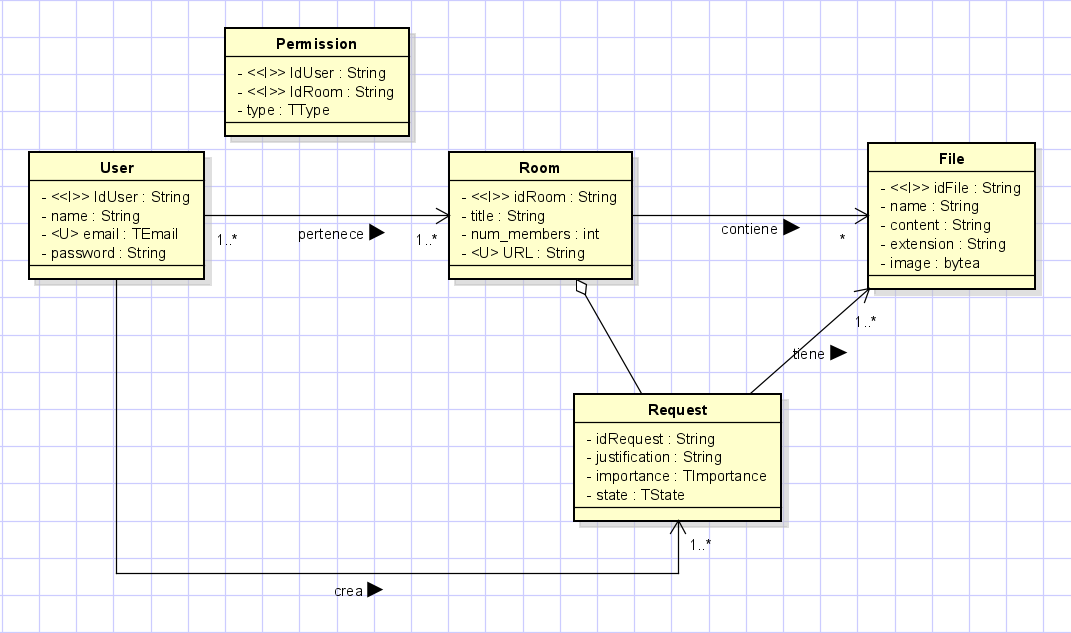 Permission
- <<I>> IdUser : String
- <<I>> IdRoom : String
- type : TType
User
- <<I>> IdUser : String
- name : String
- <U> email : TEmail
- password : String
1..*
pertenece
1..*
Room
- <<I>> idRoom : String
- title : String
- num_members : int
- <U> URL : String
contiene
*
File
- <<I>> idFile : String
- name : String
- content : String
- extension : String
- image : bytea
1..*
tiene
Request
- idRequest : String
- justification : String
- importance : TImportance
- state : TState
1..*
crea